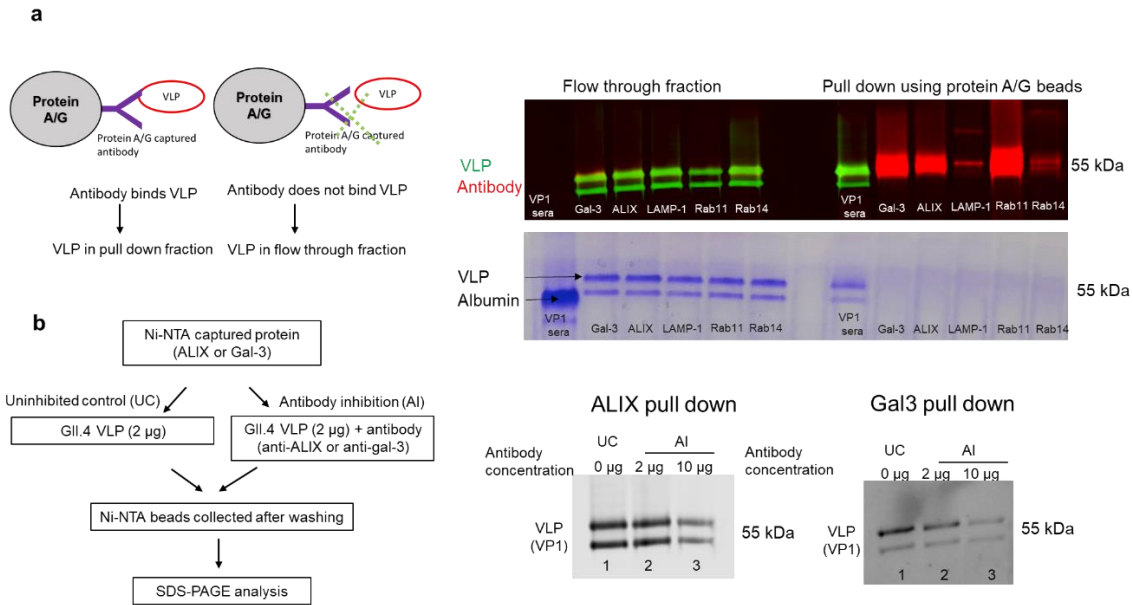 a
Protein
A/G
VLP
Protein A/G captured
antibody
Antibody binds VLP
VLP in pull down fraction
Protein
A/G
VLP
Protein A/G captured
antibody
Antibody does not bind VLP
VLP in flow through fraction
Flow through fraction
Pull down using protein A/G beads
VLP
Antibody
VP1
sera
Gal-3
ALIX
LAMP-1
Rab11
Rab14
VP1
sera
Gal-3
ALIX
LAMP-1
Rab11
Rab14
55 kDa
VLP
Albumin
VP1
sera
Gal-3
ALIX
LAMP-1
Rab11
Rab14
VP1
sera
Gal-3
ALIX
LAMP-1
Rab11
Rab14
55 kDa
b
Ni-NTA captured protein
(ALIX or Gal-3)
Uninhibited control (UC)
Antibody inhibition (AI)
GII.4 VLP (2 µg)
GII.4 VLP (2 µg) + antibody
(anti-ALIX or anti-gal-3)
Ni-NTA beads collected after washing
SDS-PAGE analysis
ALIX pull down
UC
AI
Antibody
concentration
0 µg
2 µg
10 µg
VLP
(VP1)
1
2
3
55 kDa
Gal3 pull down
UC
AI
Antibody
concentration
0 µg
2 µg
10 µg
VLP
(VP1)
1
2
3
55 kDa